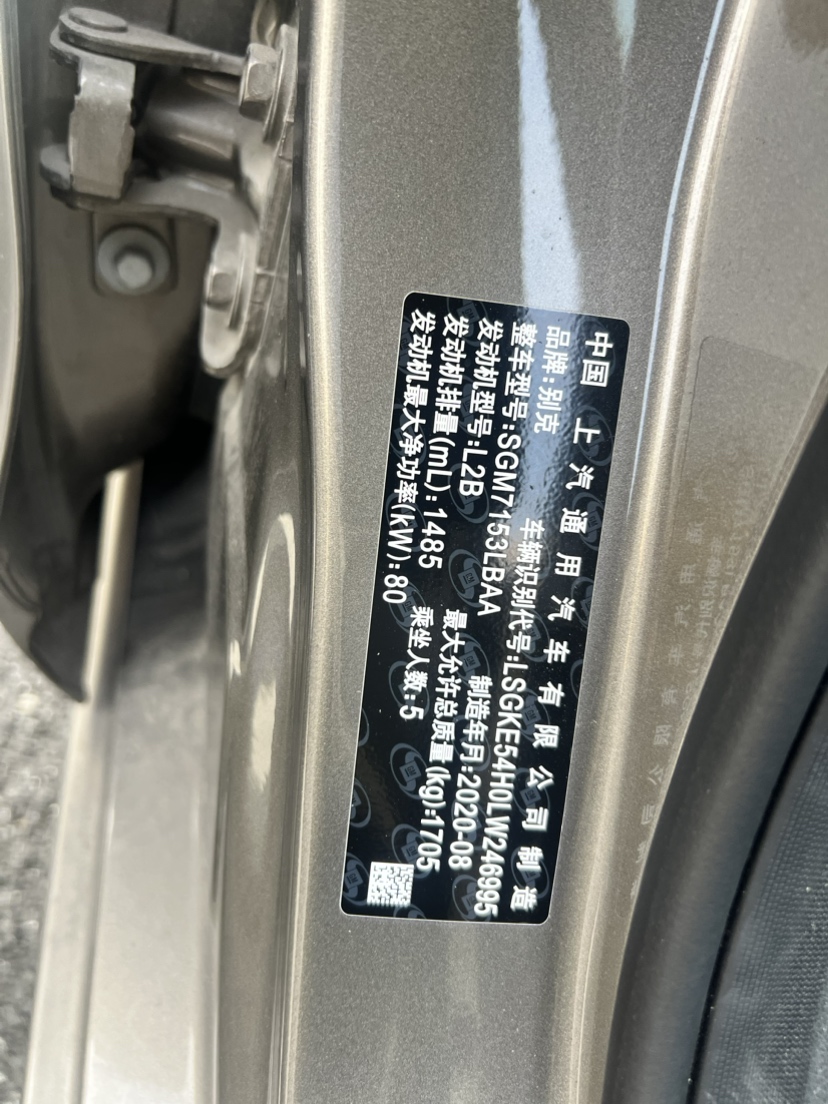 中国 上汽通用汽车有限公司制造
品牌:别克 车辆识别代号:LSGKE54H0LW246995
整车型号:SGM7153LBAA 制造年月:2020-08
发动机型号:L2B 最大允许总质量(kg):1705
发动机排量(mL):1485 乘坐人数:5
发动机最大净功率(kW):80